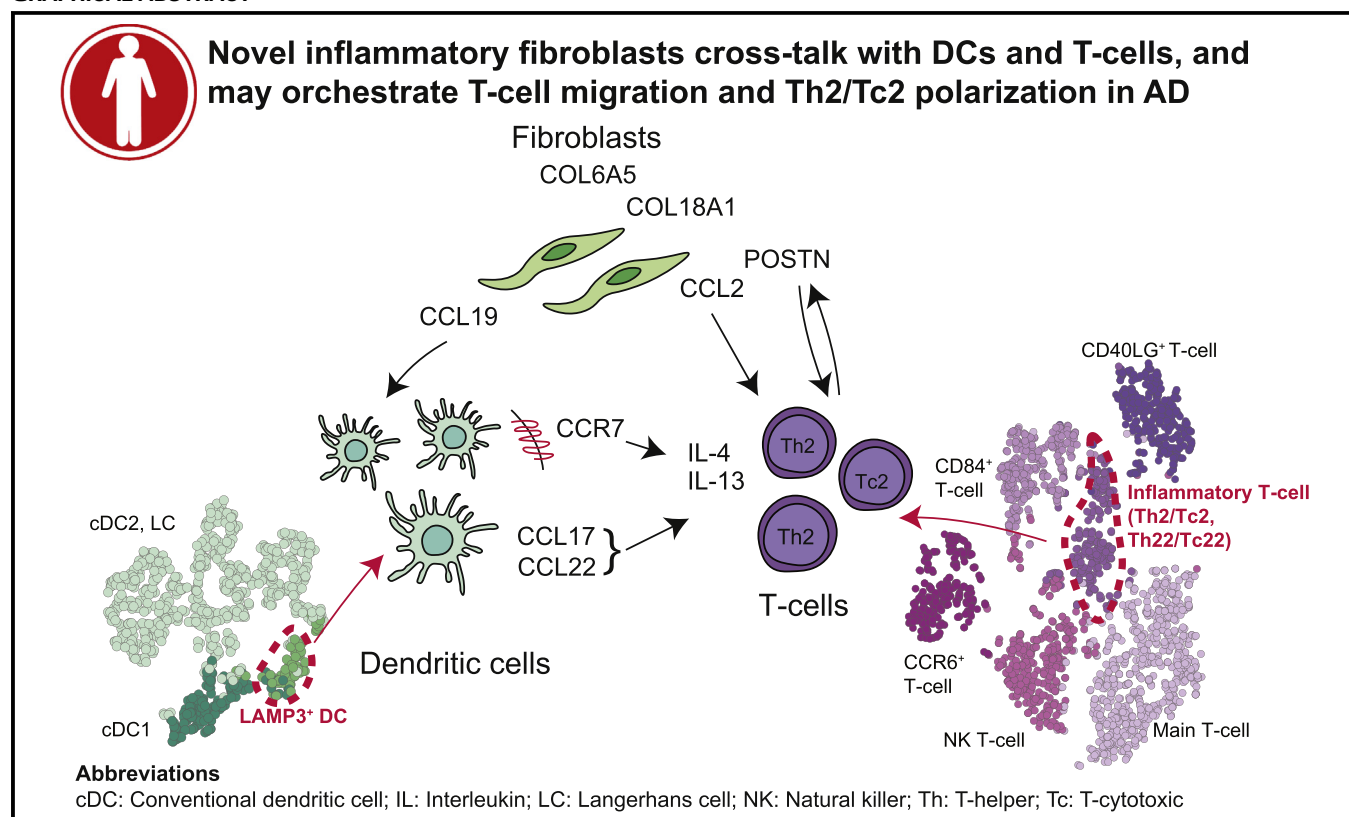 GRAPHICAL ABSTRACT
Novel inflammatory fibroblasts cross-talk with DCs and T-cells, and
may orchestrate T-cell migration and Th2/Tc2 polarization in AD
Fibroblasts
COL6A5
COL18A1
POSTN
CCL2
CCL19
CCR7
IL-4
IL-13
Th2
Tc2
Th2
CCL17
CCL22
}
T-cells
Dendritic cells
cDC2, LC
cDC1
LAMP3⁺ DC
CD40LG⁺ T-cell
CD84⁺
T-cell
Inflammatory T-cell
(Th2/Tc2,
Th22/Tc22)
CCR6⁺
T-cell
NK T-cell
Main T-cell
Abbreviations
cDC: Conventional dendritic cell; IL: Interleukin; LC: Langerhans cell; NK: Natural killer; Th: T-helper; Tc: T-cytotoxic